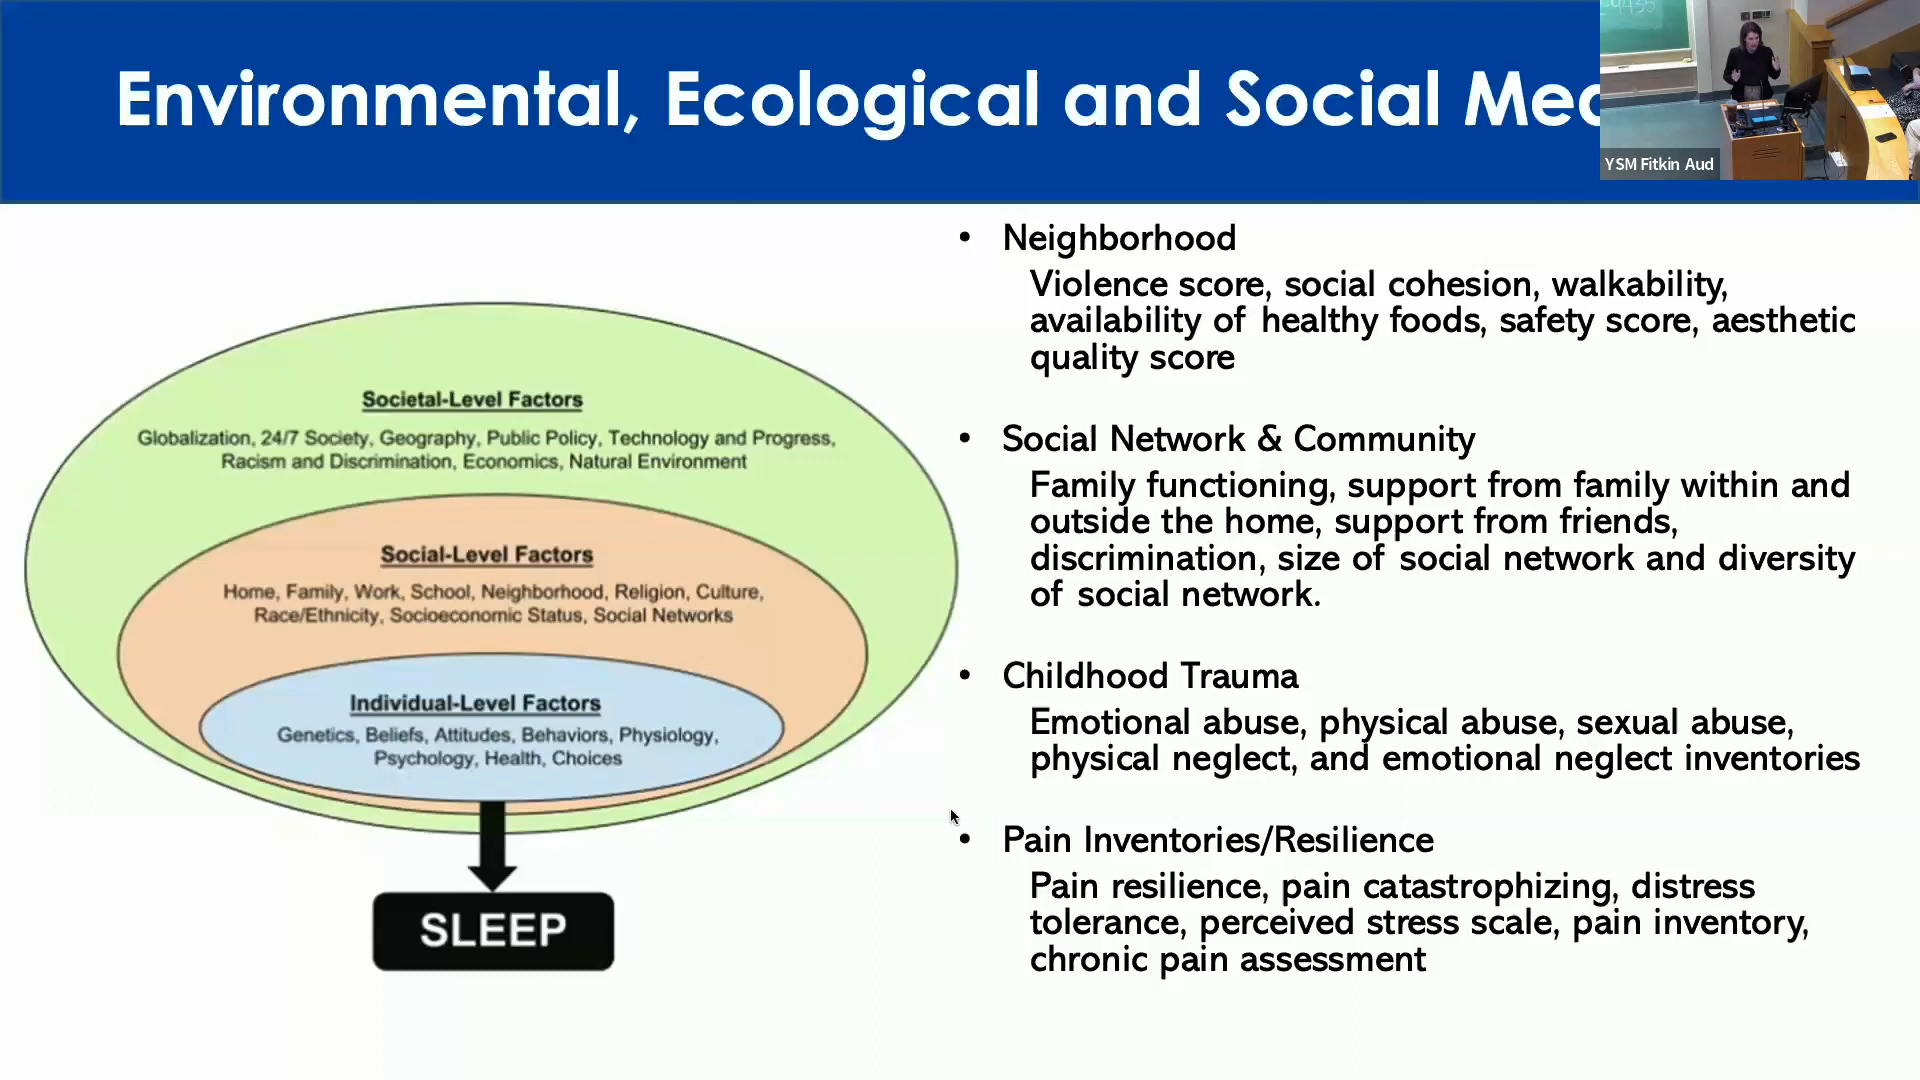 Environmental, Ecological and Social
YSM Fitkin Aud
Societal-Level Factors
Globalization, 24/7 Society, Geography, Public Policy, Technology and Progress,
Racism and Discrimination, Economics, Natural Environment
Social-Level Factors
Home, Family, Work, School, Neighborhood, Religion, Culture,
Race/Ethnicity, Socioeconomic Status, Social Networks
Individual-Level Factors
Genetics, Beliefs, Attitudes, Behaviors, Physiology,
Psychology, Health, Choices
SLEEP
• Neighborhood
Violence score, social cohesion, walkability,
availability of healthy foods, safety score, aesthetic
quality score
• Social Network & Community
Family functioning, support from family within and
outside the home, support from friends,
discrimination, size of social network and diversity
of social network.
• Childhood Trauma
Emotional abuse, physical abuse, sexual abuse,
physical neglect, and emotional neglect inventories
• Pain Inventories/Resilience
Pain resilience, pain catastrophizing, distress
tolerance, perceived stress scale, pain inventory,
chronic pain assessment